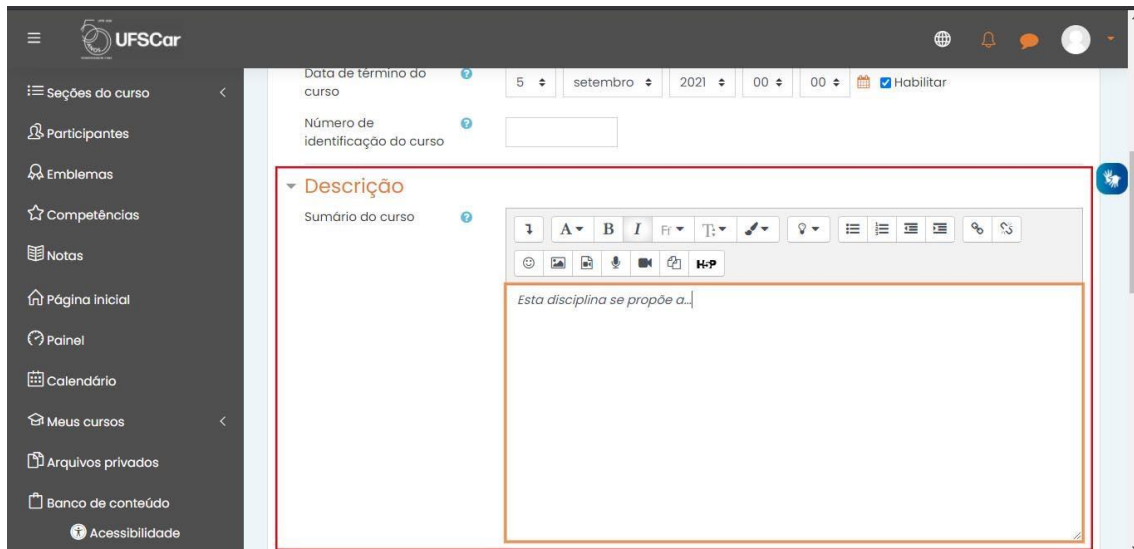 UFSCar
Seções do curso
Participantes
Emblemas
Competências
Notas
Página inicial
Painel
Calendário
Meus cursos
Arquivos privados
Banco de conteúdo
Acessibilidade
Data de término do
curso
5 setembro 2021 00 00 Habilitar
Número de
identificação do curso
Descrição
Sumário do curso
A B I Fr T
H-P
Esta disciplina se propõe a...